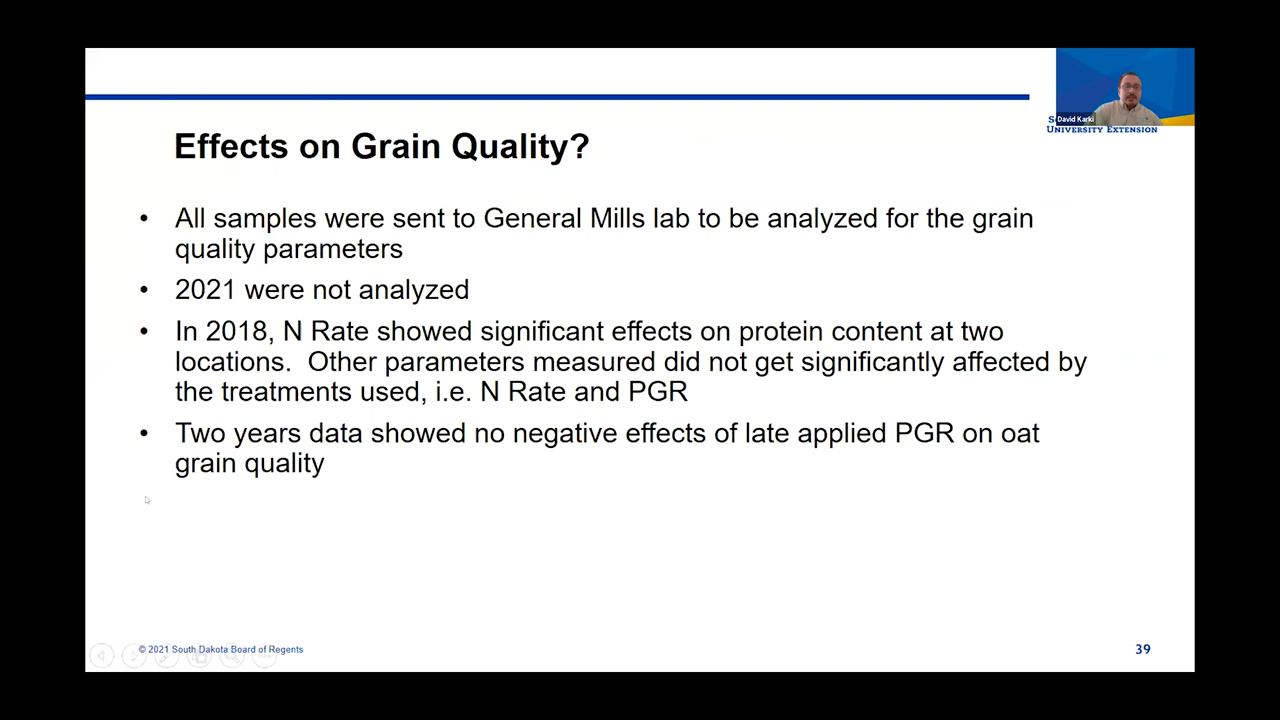 David Karki
UNIVERSITY EXTENSION
Effects on Grain Quality?
• All samples were sent to General Mills lab to be analyzed for the grain
quality parameters
• 2021 were not analyzed
• In 2018, N Rate showed significant effects on protein content at two
locations.  Other parameters measured did not get significantly affected by
the treatments used, i.e. N Rate and PGR
• Two years data showed no negative effects of late applied PGR on oat
grain quality
© 2021 South Dakota Board of Regents
39